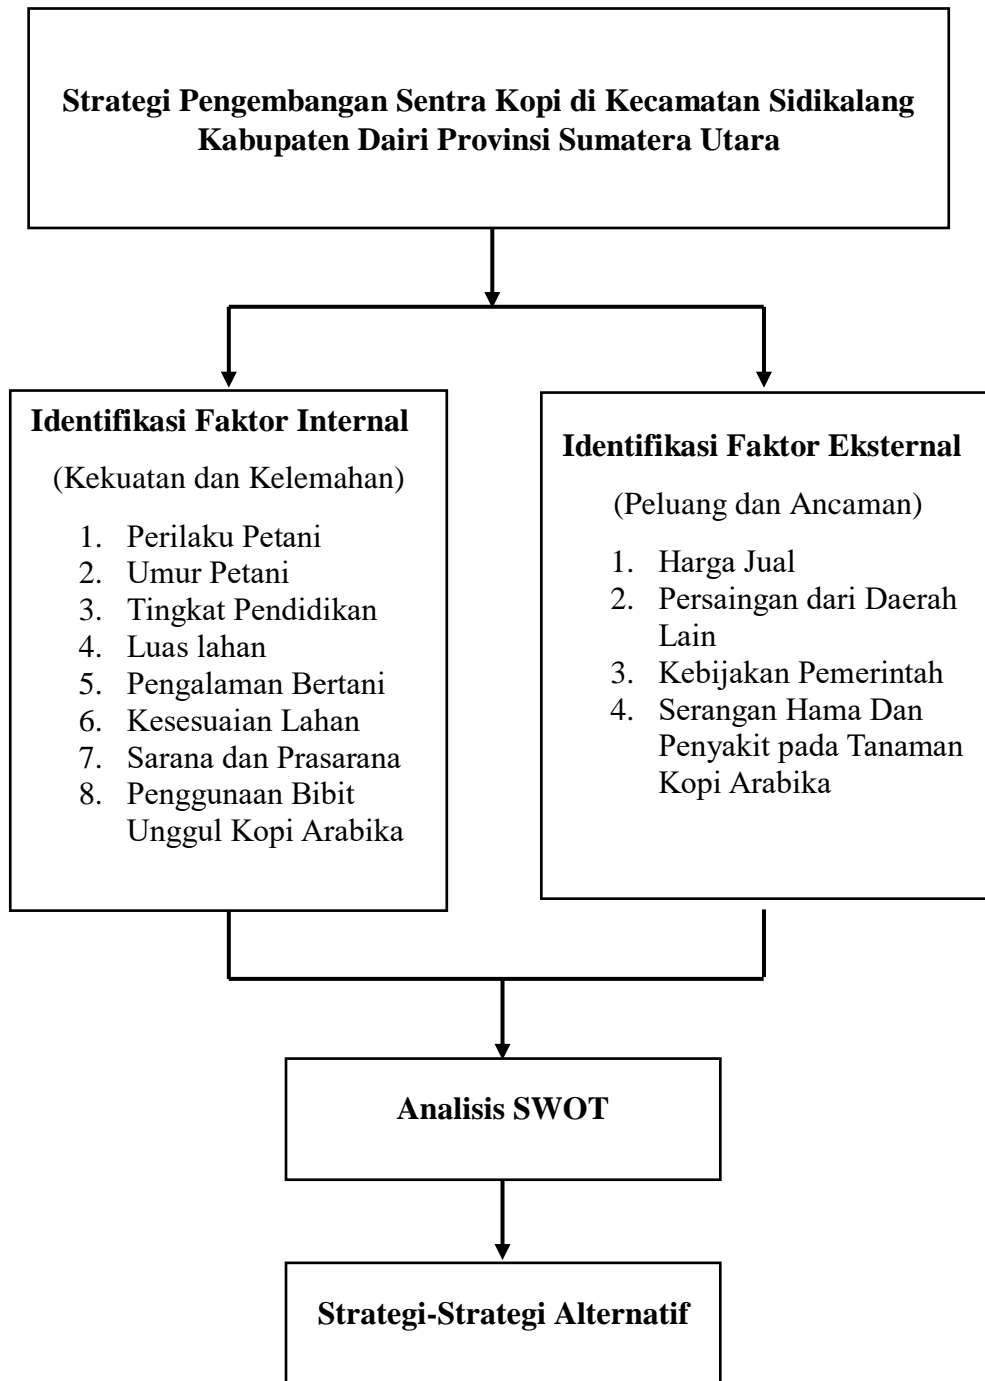 Strategi Pengembangan Sentra Kopi di Kecamatan Sidikalang
Kabupaten Dairi Provinsi Sumatera Utara
Identifikasi Faktor Internal
(Kekuatan dan Kelemahan)
1. Perilaku Petani
2. Umur Petani
3. Tingkat Pendidikan
4. Luas lahan
5. Pengalaman Bertani
6. Kesesuaian Lahan
7. Sarana dan Prasarana
8. Penggunaan Bibit
Unggul Kopi Arabika
Identifikasi Faktor Eksternal
(Peluang dan Ancaman)
1. Harga Jual
2. Persaingan dari Daerah
Lain
3. Kebijakan Pemerintah
4. Serangan Hama Dan
Penyakit pada Tanaman
Kopi Arabika
Analisis SWOT
Strategi-Strategi Alternatif